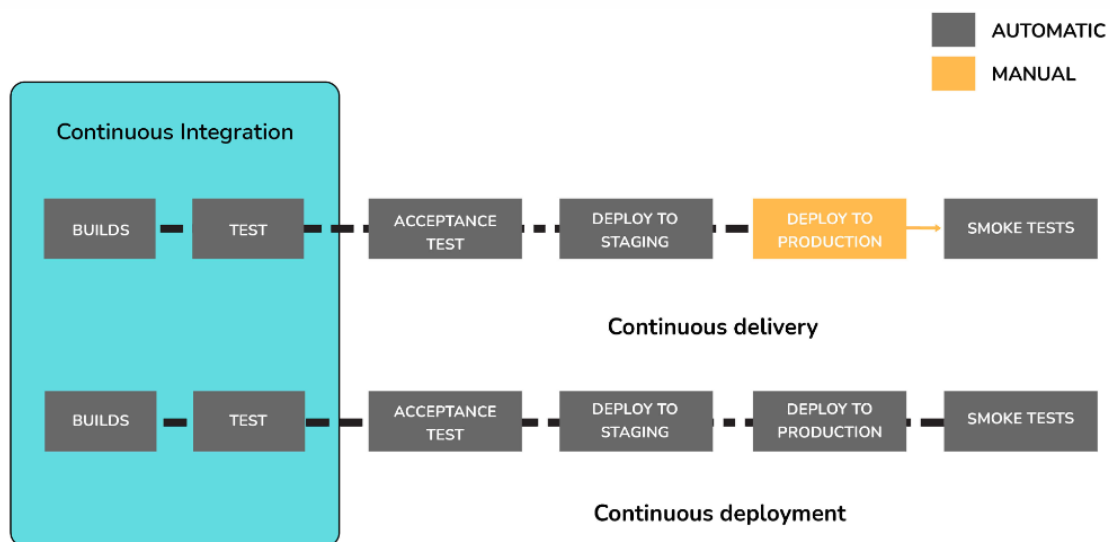 AUTOMATIC
MANUAL
Continuous Integration
BUILDS
TEST
ACCEPTANCE
TEST
DEPLOY TO
STAGING
DEPLOY TO
PRODUCTION
SMOKE TESTS
Continuous delivery
BUILDS
TEST
ACCEPTANCE
TEST
DEPLOY TO
STAGING
DEPLOY TO
PRODUCTION
SMOKE TESTS
Continuous deployment